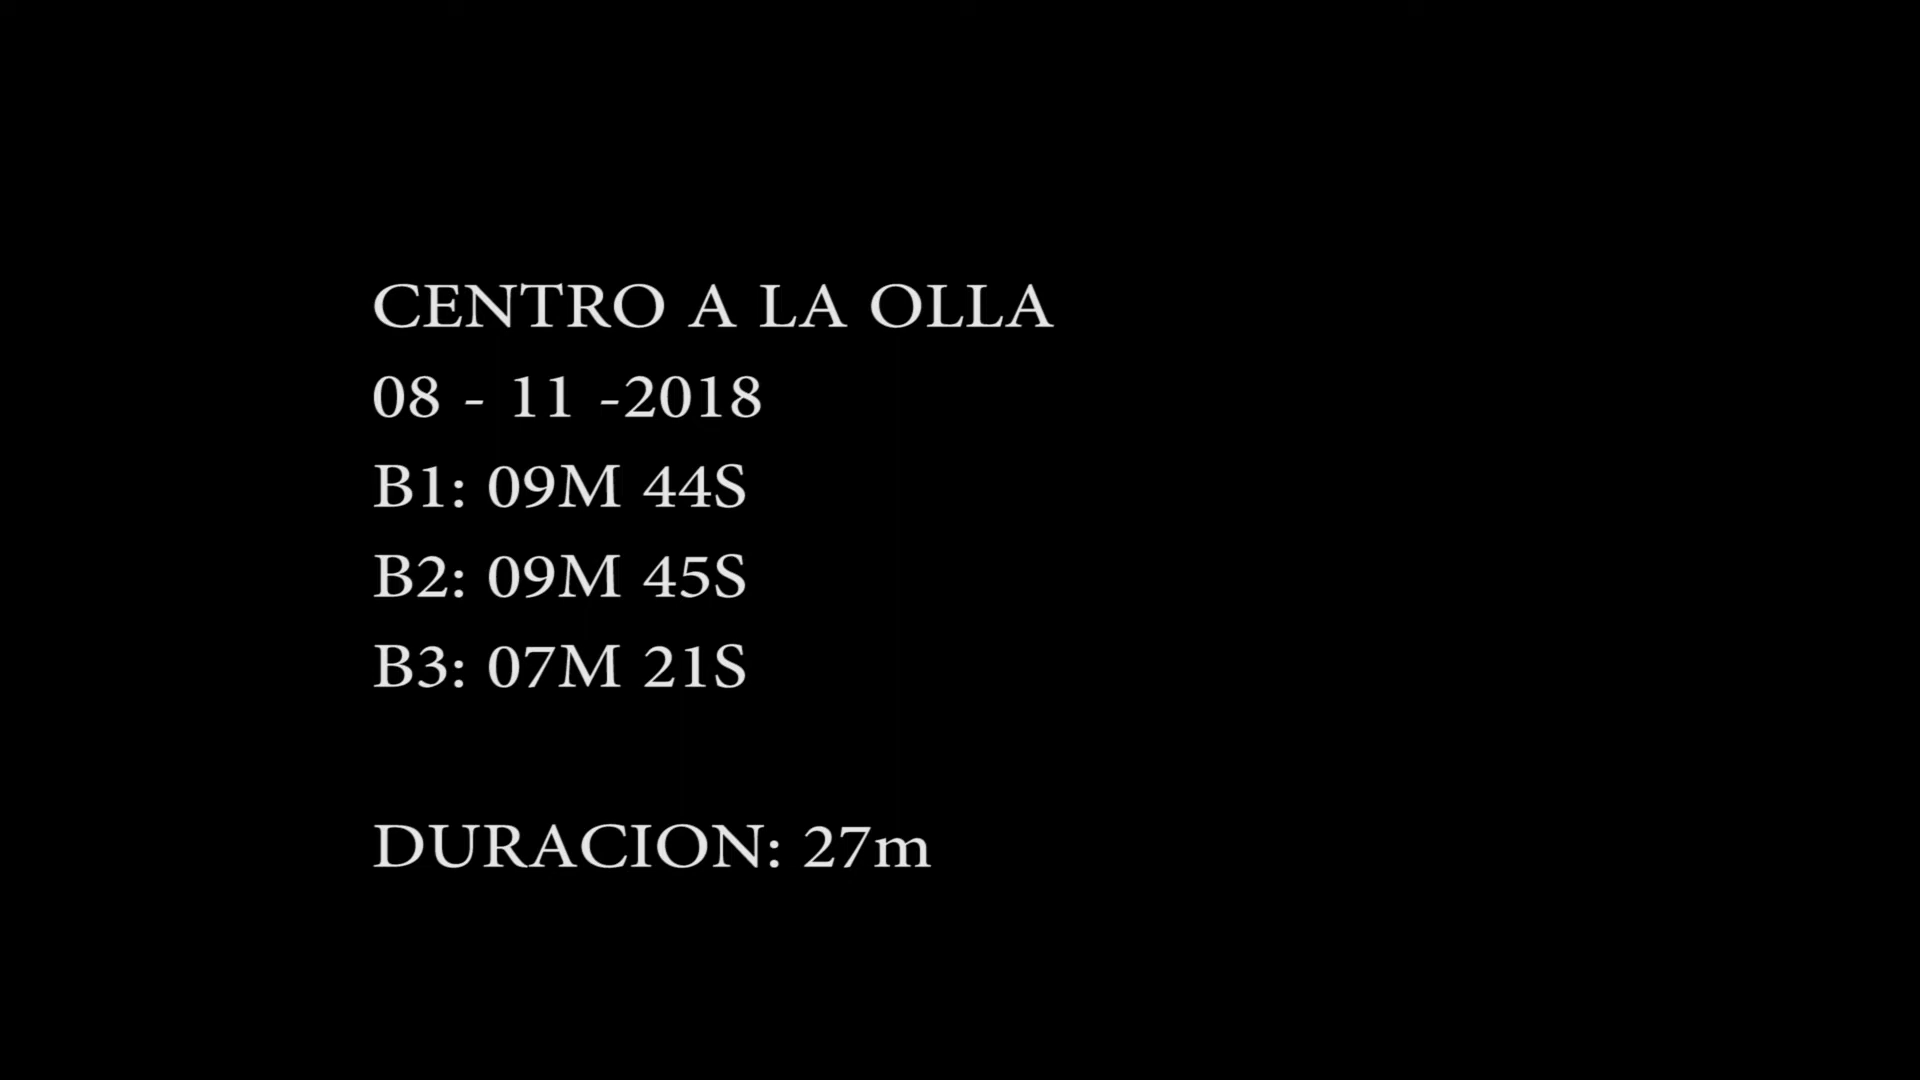 CENTRO A LA OLLA
08 - 11 -2018
B1: 09M 44S
B2: 09M 45S
B3: 07M 21S
DURACION: 27m